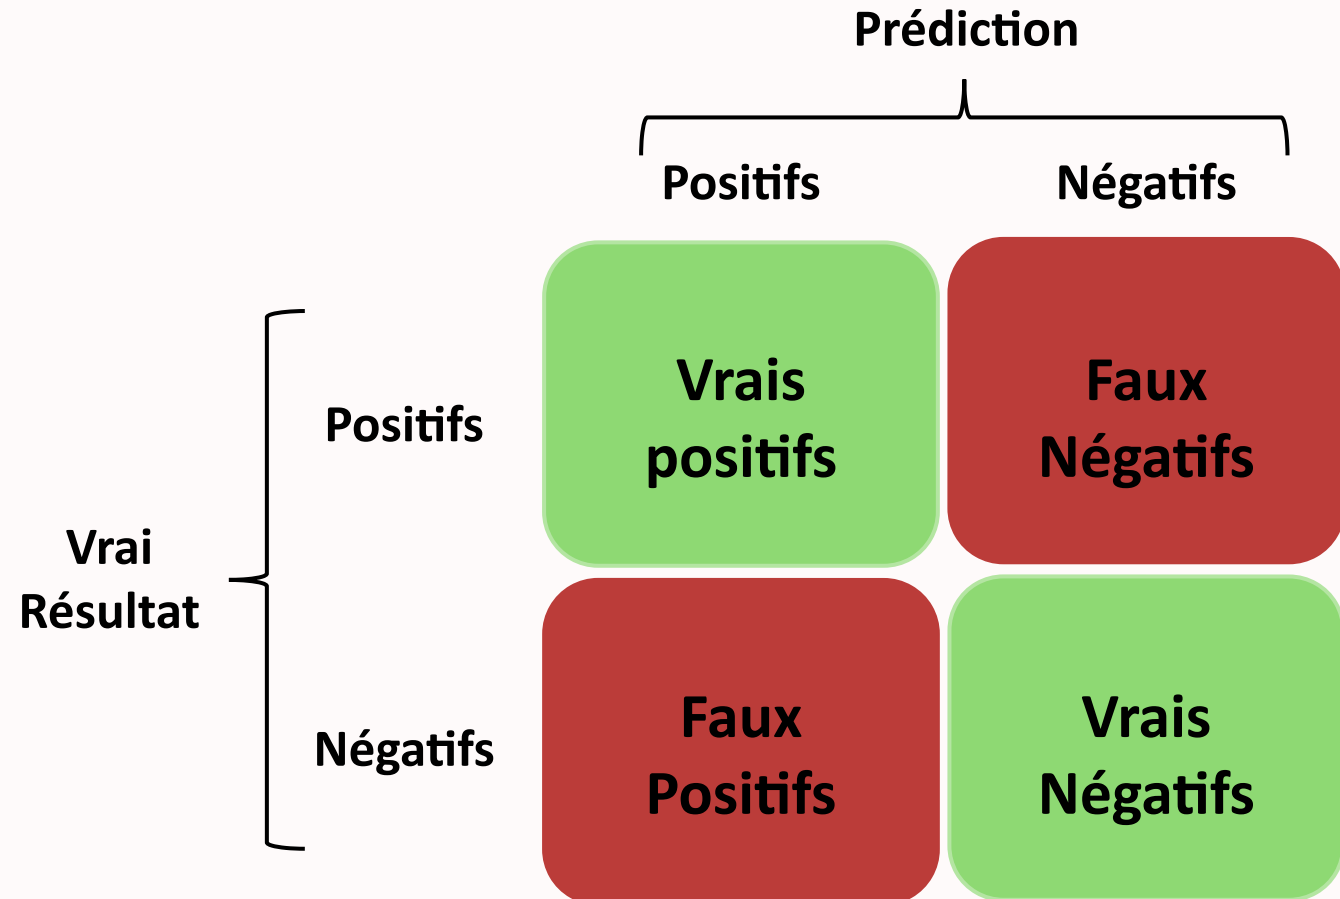 Prédiction
Positifs
Négatifs
Vrais
positifs
Faux
Négatifs
Positifs
Vrai
Résultat
Négatifs
Faux
Positifs
Vrais
Négatifs